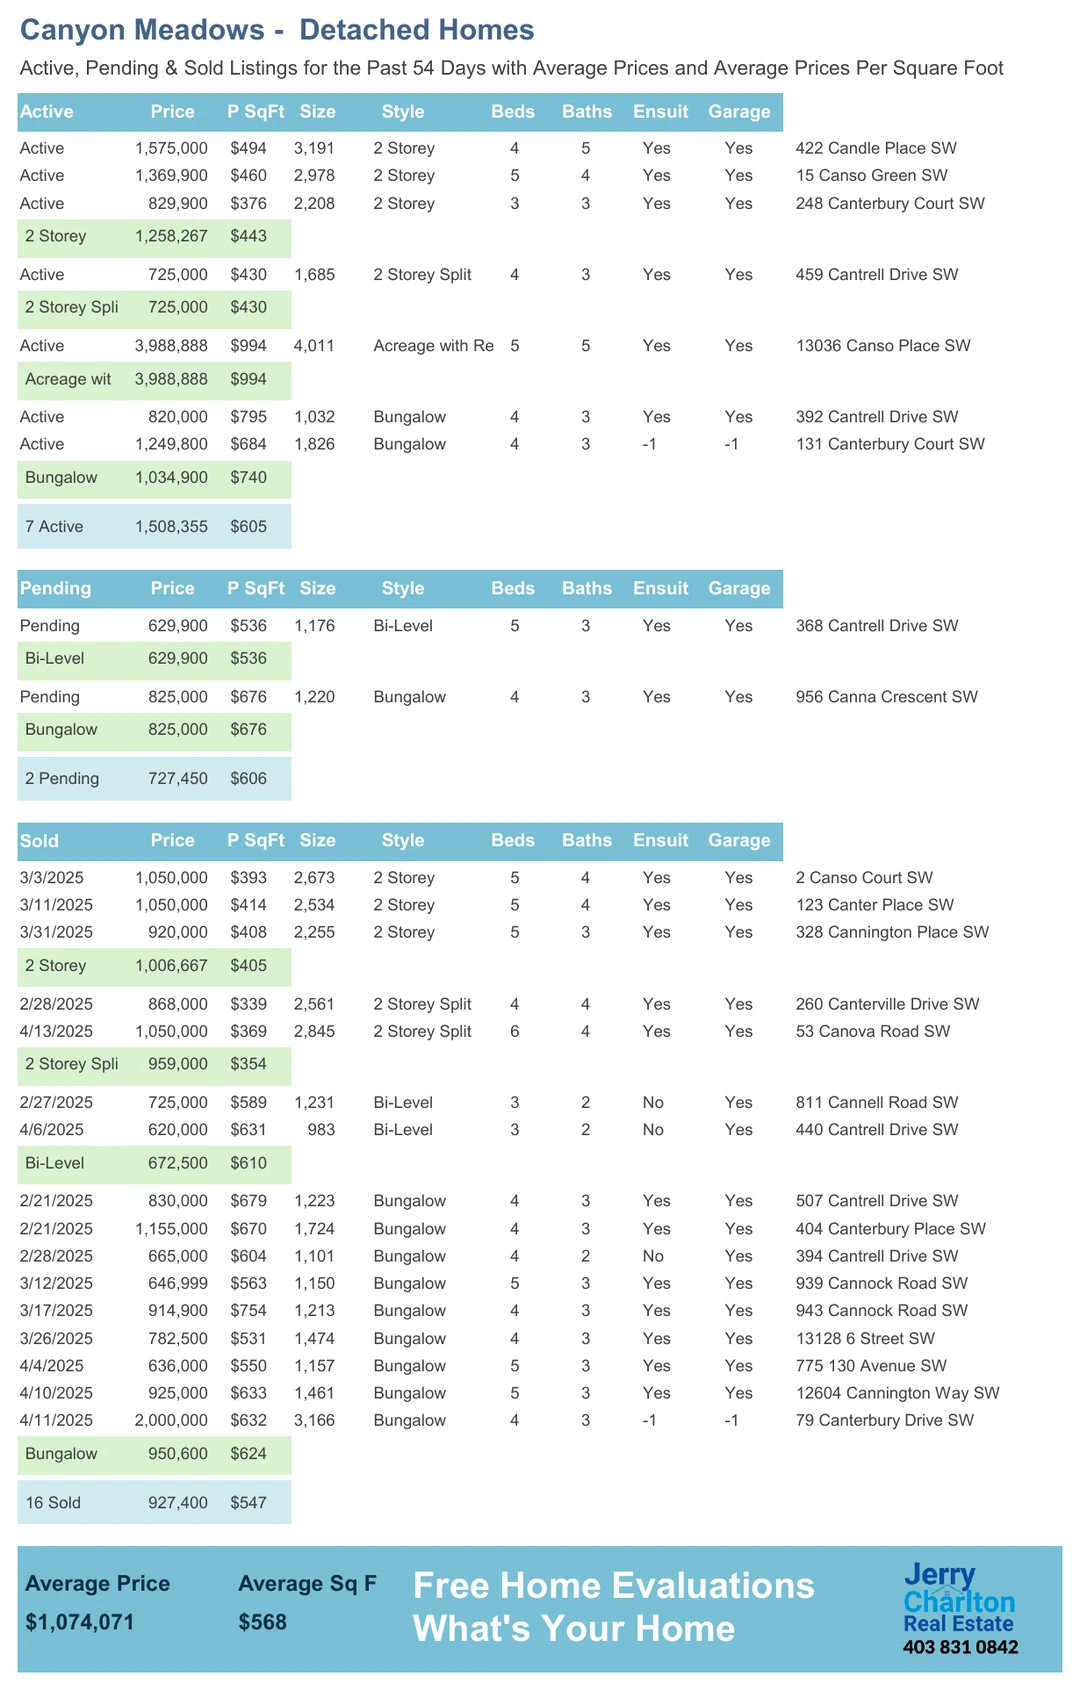 Canyon Meadows - Detached Homes
Active, Pending & Sold Listings for the Past 54 Days with Average Prices and Average Prices Per Square Foot
Active Price P SqFt Size Style Beds Baths Ensuit Garage
Active 1,575,000 $494 3,191 2 Storey 4 5 Yes Yes 422 Candle Place SW
Active 1,369,900 $460 2,978 2 Storey 5 4 Yes Yes 15 Canso Green SW
Active 829,900 $376 2,208 2 Storey 3 3 Yes Yes 248 Canterbury Court SW
2 Storey 1,258,267 $443
Active 725,000 $430 1,685 2 Storey Split 4 3 Yes Yes 459 Cantrell Drive SW
2 Storey Spli 725,000 $430
Active 3,988,888 $994 4,011 Acreage with Re 5 5 Yes Yes 13036 Canso Place SW
Acreage wit 3,988,888 $994
Active 820,000 $795 1,032 Bungalow 4 3 Yes Yes 392 Cantrell Drive SW
Active 1,249,800 $684 1,826 Bungalow 4 3 -1 -1 131 Canterbury Court SW
Bungalow 1,034,900 $740
7 Active 1,508,355 $605
Pending Price P SqFt Size Style Beds Baths Ensuit Garage
Pending 629,900 $536 1,176 Bi-Level 5 3 Yes Yes 368 Cantrell Drive SW
Bi-Level 629,900 $536
Pending 825,000 $676 1,220 Bungalow 4 3 Yes Yes 956 Canna Crescent SW
Bungalow 825,000 $676
2 Pending 727,450 $606
Sold Price P SqFt Size Style Beds Baths Ensuit Garage
3/3/2025 1,050,000 $393 2,673 2 Storey 5 4 Yes Yes 2 Canso Court SW
3/11/2025 1,050,000 $414 2,534 2 Storey 5 4 Yes Yes 123 Canter Place SW
3/31/2025 920,000 $408 2,255 2 Storey 5 3 Yes Yes 328 Cannington Place SW
2 Storey 1,006,667 $405
2/28/2025 868,000 $339 2,561 2 Storey Split 4 4 Yes Yes 260 Canterville Drive SW
4/13/2025 1,050,000 $369 2,845 2 Storey Split 6 4 Yes Yes 53 Canova Road SW
2 Storey Spli 959,000 $354
2/27/2025 725,000 $589 1,231 Bi-Level 3 2 No Yes 811 Cannell Road SW
4/6/2025 620,000 $631 983 Bi-Level 3 2 No Yes 440 Cantrell Drive SW
Bi-Level 672,500 $610
2/21/2025 830,000 $679 1,223 Bungalow 4 3 Yes Yes 507 Cantrell Drive SW
2/21/2025 1,155,000 $670 1,724 Bungalow 4 3 Yes Yes 404 Canterbury Place SW
2/28/2025 665,000 $604 1,101 Bungalow 4 2 No Yes 394 Cantrell Drive SW
3/12/2025 646,999 $563 1,150 Bungalow 5 3 Yes Yes 939 Cannock Road SW
3/17/2025 914,900 $754 1,213 Bungalow 4 3 Yes Yes 943 Cannock Road SW
3/26/2025 782,500 $531 1,474 Bungalow 4 3 Yes Yes 13128 6 Street SW
4/4/2025 636,000 $550 1,157 Bungalow 5 3 Yes Yes 775 130 Avenue SW
4/10/2025 925,000 $633 1,461 Bungalow 5 3 Yes Yes 12604 Cannington Way SW
4/11/2025 2,000,000 $632 3,166 Bungalow 4 3 -1 -1 79 Canterbury Drive SW
Bungalow 950,600 $624
16 Sold 927,400 $547
Average Price Average Sq F
$1,074,071 $568
Free Home Evaluations
What's Your Home
Jerry
Charlton
Real Estate
403 831 0842